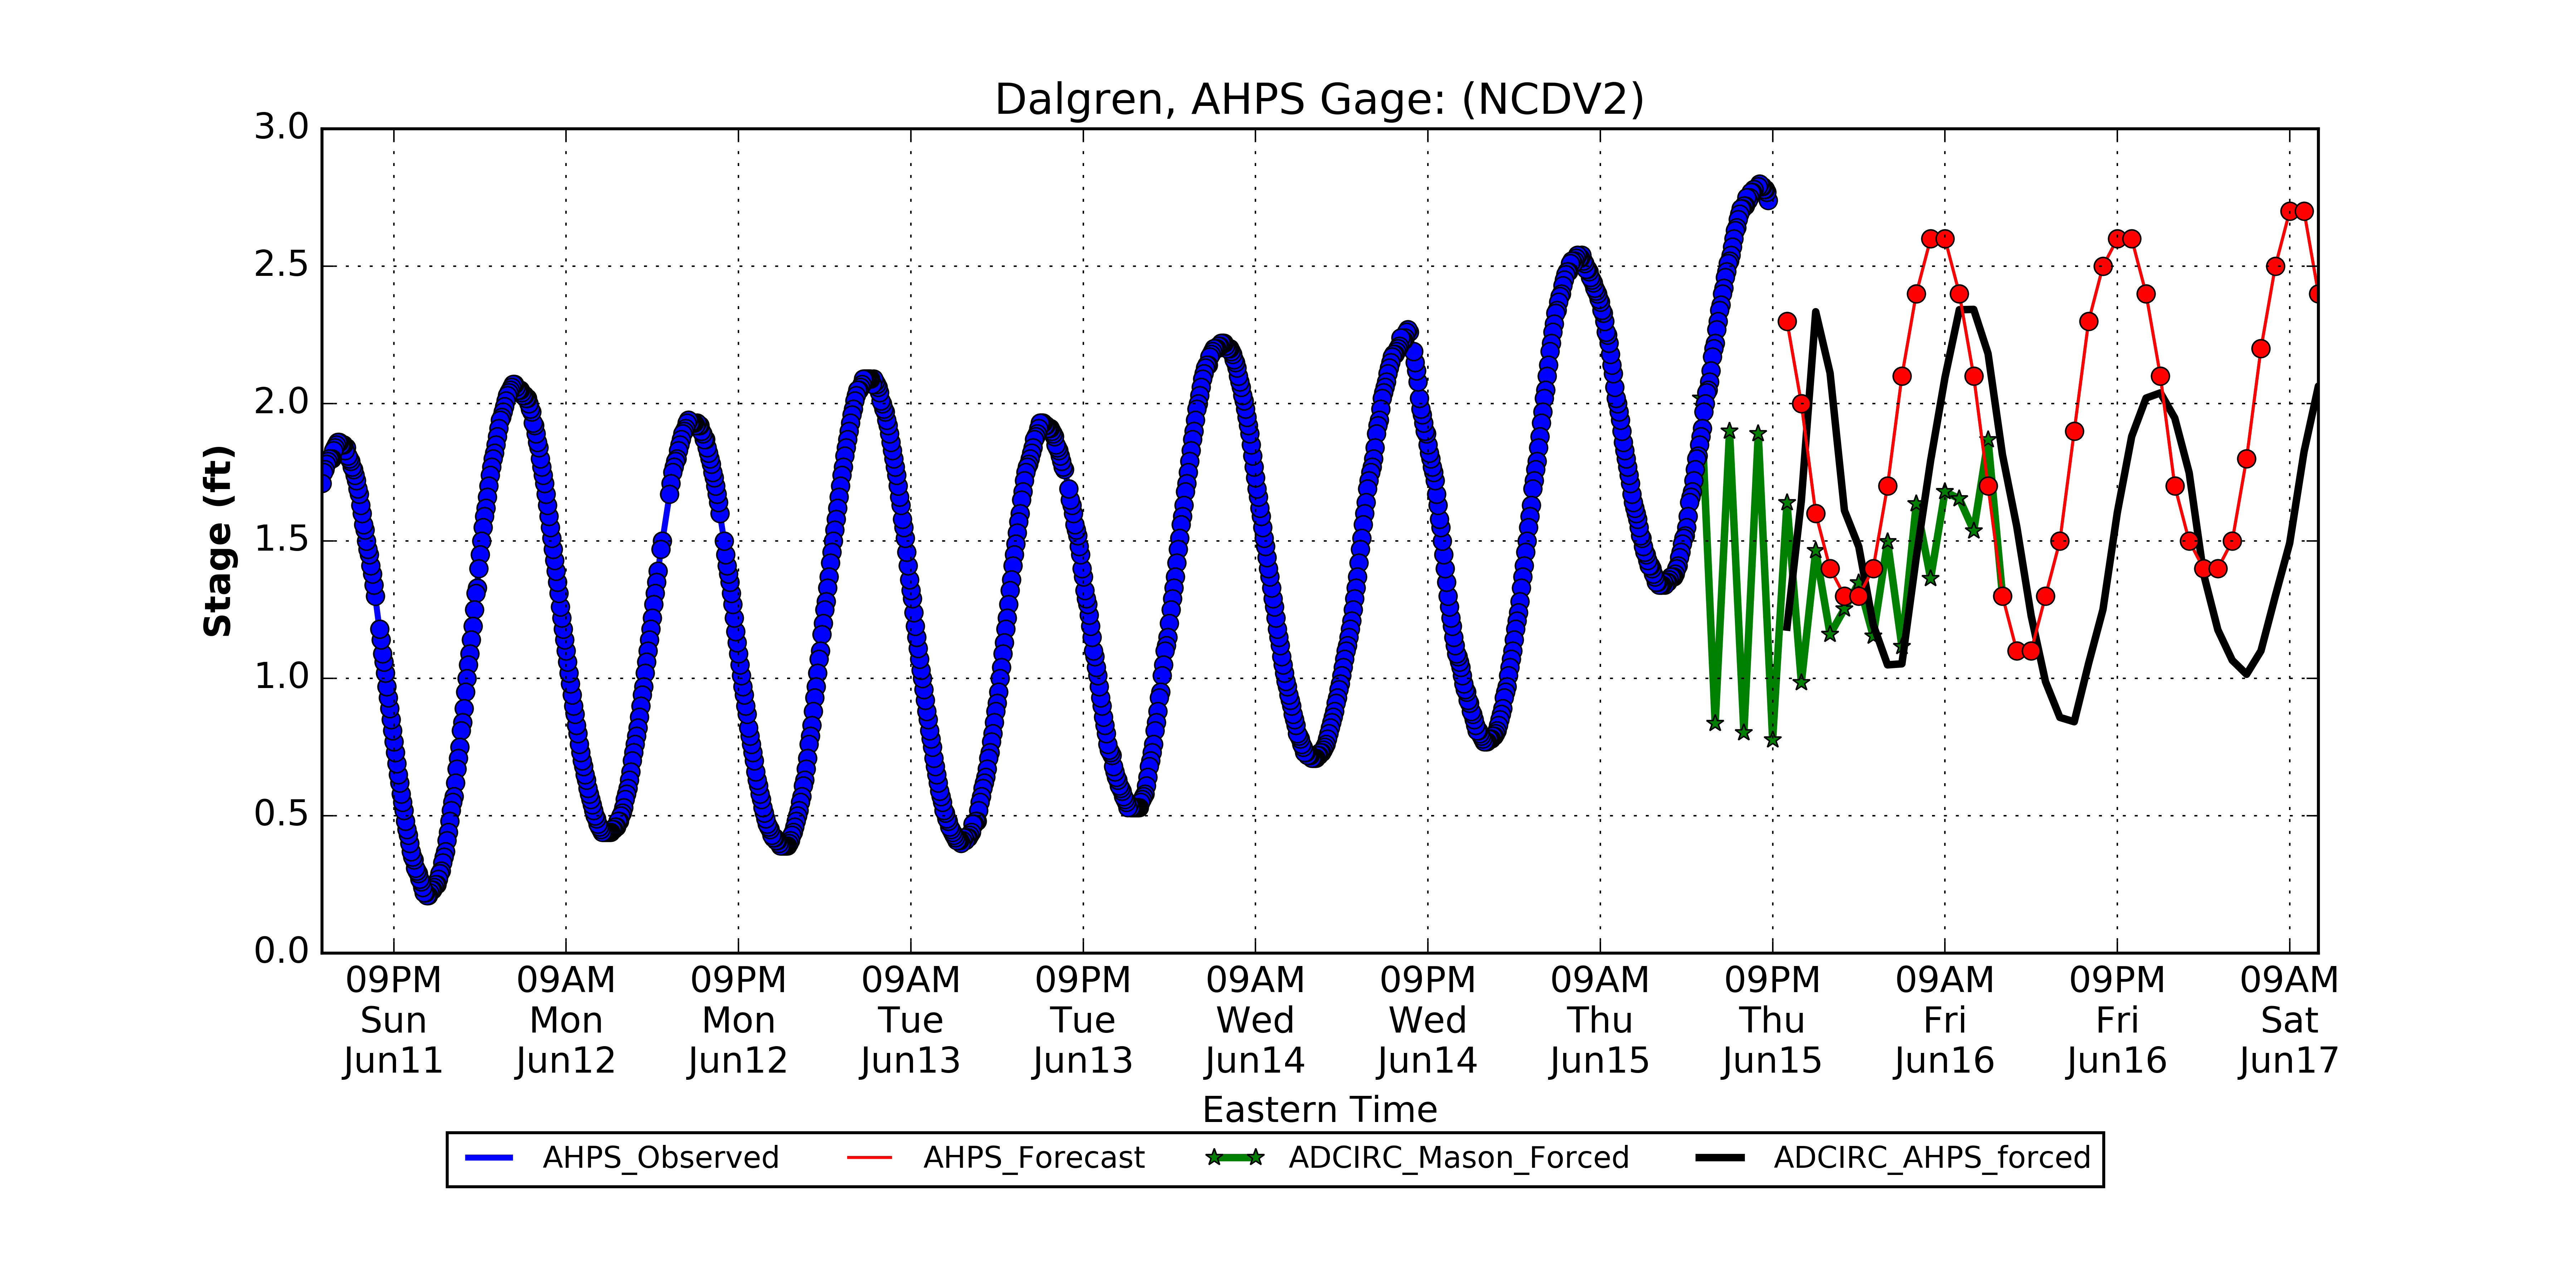 Dalgren, AHPS Gage: (NCDV2)
3.0
2.5
2.0
1.5
1.0
0.5
0.0
Stage (ft)
09PM 09AM 09PM 09AM 09PM 09AM 09PM 09AM 09PM 09AM 09PM 09AM
Sun Mon Mon Tue Tue Wed Wed Thu Thu Fri Fri Sat
Jun11 Jun12 Jun12 Jun13 Jun13 Jun14 Jun14 Jun15 Jun15 Jun16 Jun16 Jun17
Eastern Time
AHPS_Observed AHPS_Forecast ADCIRC_Mason_Forced ADCIRC_AHPS_forced